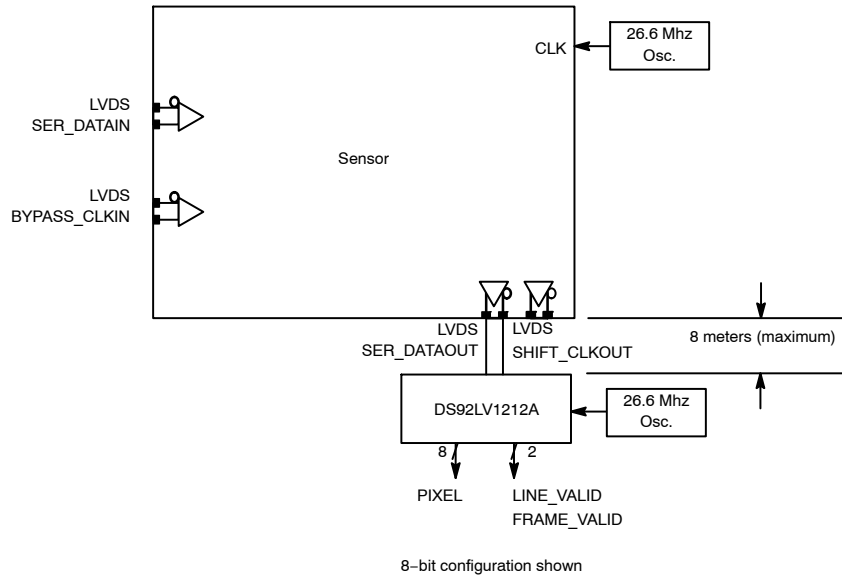 CLK
26.6 Mhz
Osc.
LVDS
SER_DATAIN
Sensor
LVDS
BYPASS_CLKIN
LVDS
SER_DATAOUT
LVDS
SHIFT_CLKOUT
8 meters (maximum)
DS92LV1212A
26.6 Mhz
Osc.
8
2
PIXEL
LINE_VALID
FRAME_VALID
8−bit configuration shown